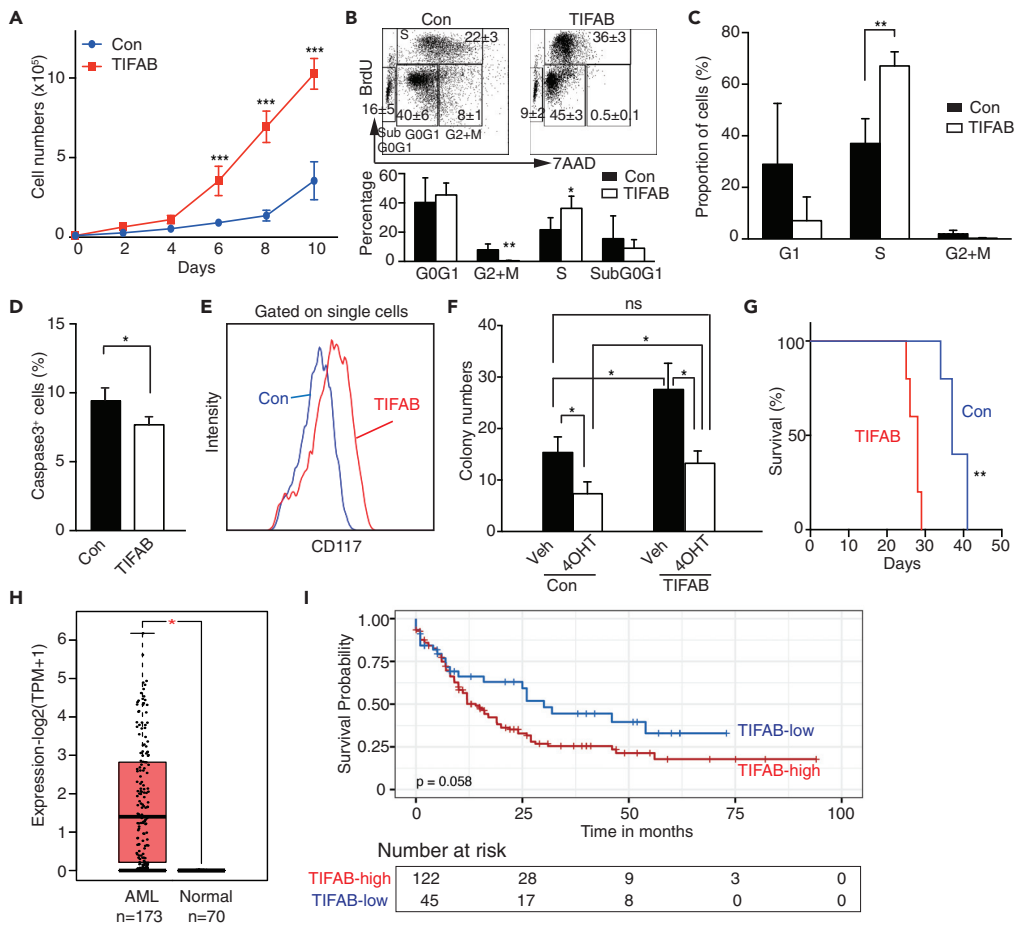 A
Cell numbers (x10⁵)
10
5
0
Con
TIFAB
***
***
***
0 2 4 6 8 10
Days
B
Con
TIFAB
BrdU
S
22±3
36±3
16±5
40±6
8±1
9±2
45±3
0.5±0.1
Sub
G0G1
G0G1
G2+M
7AAD
Percentage
60
40
20
0
Con
TIFAB
**
*
G0G1 G2+M S SubG0G1
C
Proportion of cells (%)
80
60
40
20
0
**
Con
TIFAB
G1 S G2+M
D
Caspase3⁺ cells (%)
15
10
5
0
*
Con
TIFAB
E
Gated on single cells
Intensity
Con
TIFAB
CD117
F
Colony numbers
40
30
20
10
0
ns
*
*
*
*
Veh 4OHT Veh 4OHT
Con TIFAB
G
Survival (%)
100
50
0
TIFAB
Con
**
0 10 20 30 40 50
Days
H
Expression-log2(TPM+1)
6
5
4
3
2
1
0
*
AML
n=173
Normal
n=70
I
Survival Probability
1.00
0.75
0.50
0.25
0
TIFAB-low
TIFAB-high
p = 0.058
0 25 50 75 100
Time in months
Number at risk
TIFAB-high 122 28 9 3 0
TIFAB-low 45 17 8 0 0